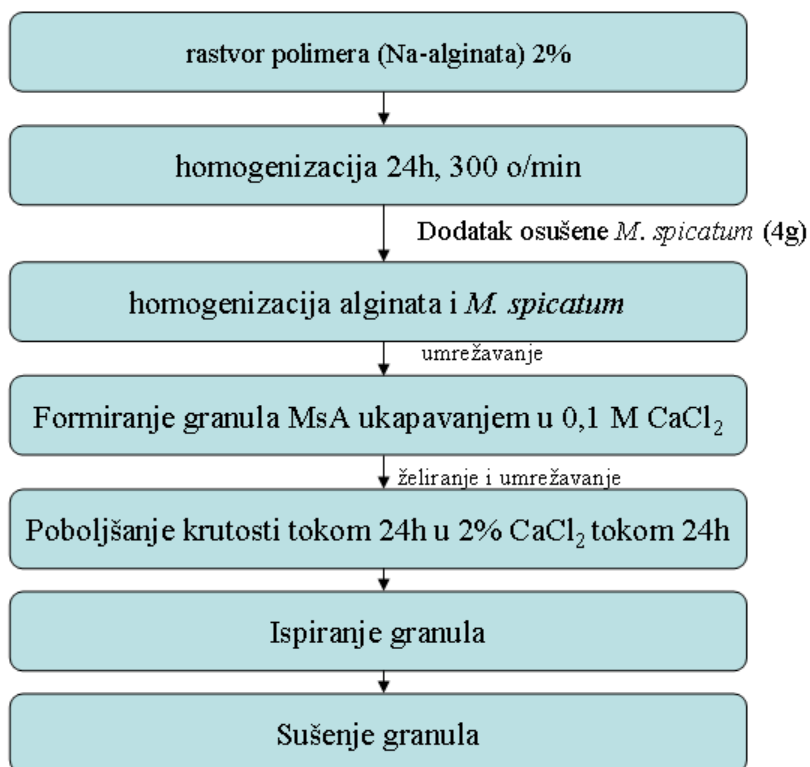 rastvor polimera (Na-alginata) 2%
homogenizacija 24h, 300 o/min
Dodatak osušene M. spicatum (4g)
homogenizacija alginata i M. spicatum
umrežavanje
Formiranje granula MsA ukapavanjem u 0,1 M CaCl₂
želiranje i umrežavanje
Poboljšanje krutosti tokom 24h u 2% CaCl₂ tokom 24h
Ispiranje granula
Sušenje granula